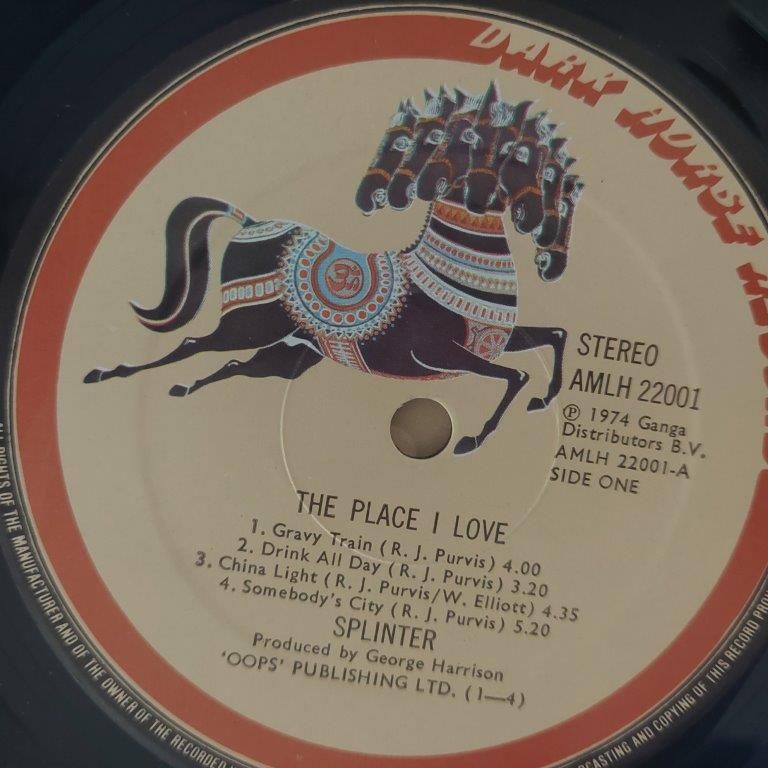 DARK HORSE RECORDS
STEREO
AMLH 22001
Ⓟ 1974 Ganga
Distributors B.V.
AMLH 22001-A
SIDE ONE
THE PLACE I LOVE
1. Gravy Train (R. J. Purvis) 4.00
2. Drink All Day (R. J. Purvis) 3.20
3. China Light (R. J. Purvis/W. Elliott) 4.35
4. Somebody's City (R. J. Purvis) 5.20
SPLINTER
Produced by George Harrison
'OOPS' PUBLISHING LTD. (1—4)
ALL RIGHTS OF THE MANUFACTURER AND OF THE OWNER OF THE RECORDED
AND COPYING OF THIS RECORD